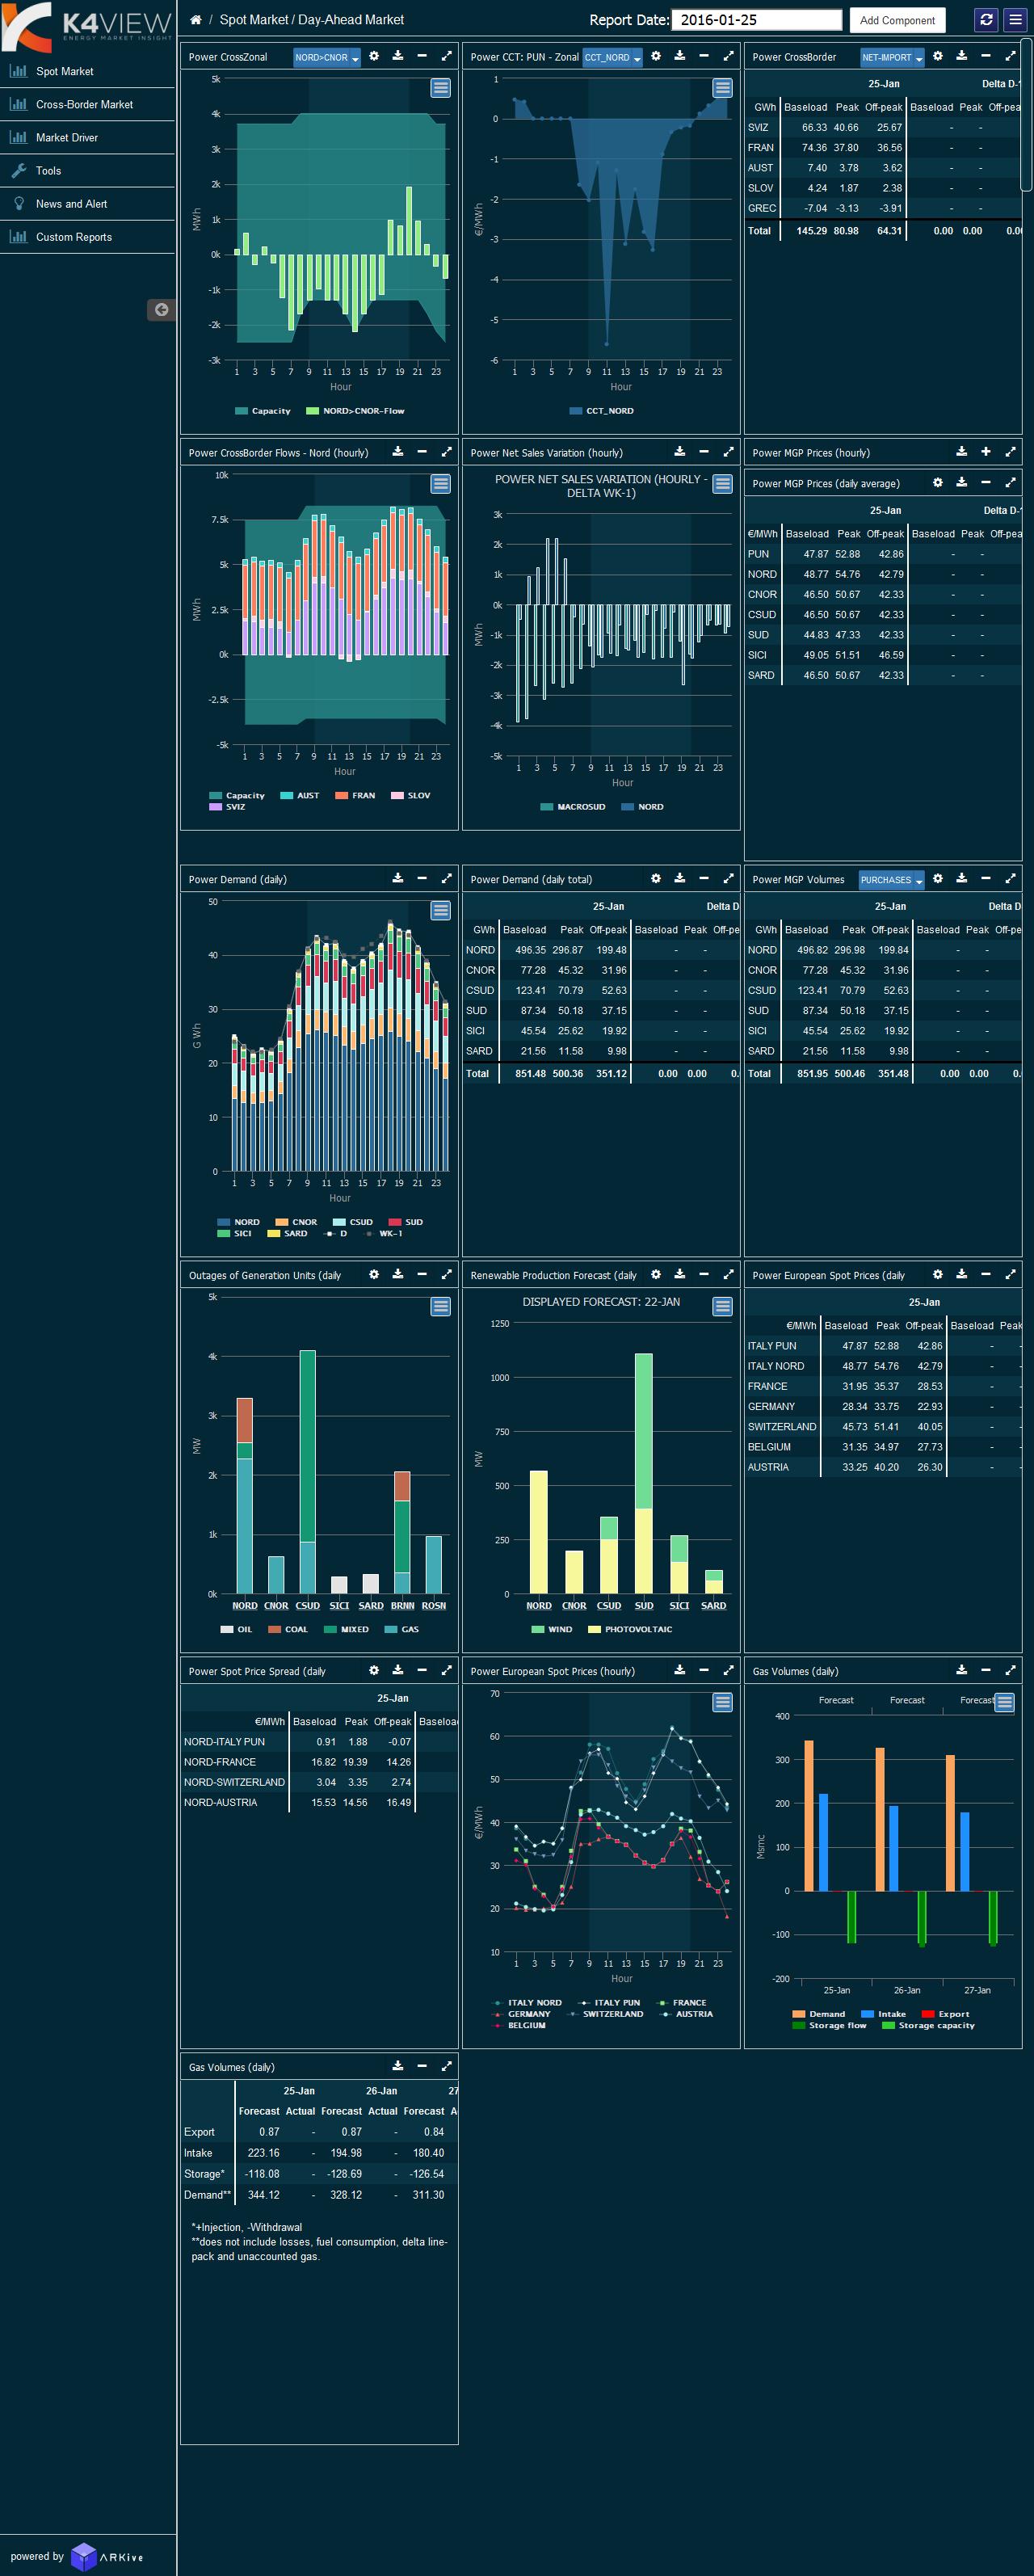 K4VIEW
ENERGY MARKET INSIGHT
/ Spot Market / Day-Ahead Market
Report Date: 2016-01-25
Add Component
Spot Market
Cross-Border Market
Market Driver
Tools
News and Alert
Custom Reports
Power CrossZonal NORD>CNOR
5k
4k
3k
2k
1k
0k
-1k
-2k
-3k
MWh
1 3 5 7 9 11 13 15 17 19 21 23
Hour
Capacity NORD>CNOR-Flow
Power CCT: PUN - Zonal CCT_NORD
1
0
-1
-2
-3
-4
-5
-6
€/MWh
1 3 5 7 9 11 13 15 17 19 21 23
Hour
CCT_NORD
Power CrossBorder NET-IMPORT
25-Jan Delta D-1
GWh Baseload Peak Off-peak Baseload Peak Off-pea
SVIZ 66.33 40.66 25.67 - -
FRAN 74.36 37.80 36.56 - -
AUST 7.40 3.78 3.62 - -
SLOV 4.24 1.87 2.38 - -
GREC -7.04 -3.13 -3.91 - -
Total 145.29 80.98 64.31 0.00 0.00 0.00
Power CrossBorder Flows - Nord (hourly)
10k
7.5k
5k
2.5k
0k
-2.5k
-5k
MWh
1 3 5 7 9 11 13 15 17 19 21 23
Hour
Capacity AUST FRAN SLOV
SVIZ
Power Net Sales Variation (hourly)
POWER NET SALES VARIATION (HOURLY -
DELTA WK-1)
3k
2k
1k
0k
-1k
-2k
-3k
-4k
-5k
MWh
1 3 5 7 9 11 13 15 17 19 21 23
Hour
MACROSUD NORD
Power MGP Prices (hourly)
Power MGP Prices (daily average)
25-Jan Delta D-1
€/MWh Baseload Peak Off-peak Baseload Peak Off-pea
PUN 47.87 52.88 42.86 - -
NORD 48.77 54.76 42.79 - -
CNOR 46.50 50.67 42.33 - -
CSUD 46.50 50.67 42.33 - -
SUD 44.83 47.33 42.33 - -
SICI 49.05 51.51 46.59 - -
SARD 46.50 50.67 42.33 - -
Power Demand (daily)
50
40
30
20
10
0
G Wh
1 3 5 7 9 11 13 15 17 19 21 23
Hour
NORD CNOR CSUD SUD
SICI SARD D WK-1
Power Demand (daily total)
25-Jan Delta D
GWh Baseload Peak Off-peak Baseload Peak Off-pe
NORD 496.35 296.87 199.48 - -
CNOR 77.28 45.32 31.96 - -
CSUD 123.41 70.79 52.63 - -
SUD 87.34 50.18 37.15 - -
SICI 45.54 25.62 19.92 - -
SARD 21.56 11.58 9.98 - -
Total 851.48 500.36 351.12 0.00 0.00 0.
Power MGP Volumes PURCHASES
25-Jan Delta D
GWh Baseload Peak Off-peak Baseload Peak Off-pe
NORD 496.82 296.98 199.84 - -
CNOR 77.28 45.32 31.96 - -
CSUD 123.41 70.79 52.63 - -
SUD 87.34 50.18 37.15 - -
SICI 45.54 25.62 19.92 - -
SARD 21.56 11.58 9.98 - -
Total 851.95 500.46 351.48 0.00 0.00 0.
Outages of Generation Units (daily
5k
4k
3k
2k
1k
0k
MW
NORD CNOR CSUD SICI SARD BRNN ROSN
OIL COAL MIXED GAS
Renewable Production Forecast (daily
DISPLAYED FORECAST: 22-JAN
1250
1000
750
500
250
0
MW
NORD CNOR CSUD SUD SICI SARD
WIND PHOTOVOLTAIC
Power European Spot Prices (daily
25-Jan
€/MWh Baseload Peak Off-peak Baseload Peak
ITALY PUN 47.87 52.88 42.86 - -
ITALY NORD 48.77 54.76 42.79 - -
FRANCE 31.95 35.37 28.53 - -
GERMANY 28.34 33.75 22.93 - -
SWITZERLAND 45.73 51.41 40.05 - -
BELGIUM 31.35 34.97 27.73 - -
AUSTRIA 33.25 40.20 26.30 - -
Power Spot Price Spread (daily
25-Jan
€/MWh Baseload Peak Off-peak Baseload
NORD-ITALY PUN 0.91 1.88 -0.07
NORD-FRANCE 16.82 19.39 14.26
NORD-SWITZERLAND 3.04 3.35 2.74
NORD-AUSTRIA 15.53 14.56 16.49
Power European Spot Prices (hourly)
70
60
50
40
30
20
10
€/MWh
1 3 5 7 9 11 13 15 17 19 21 23
Hour
ITALY NORD ITALY PUN FRANCE
GERMANY SWITZERLAND AUSTRIA
BELGIUM
Gas Volumes (daily)
Forecast Forecast Forecast
400
300
200
100
0
-100
-200
Msmc
25-Jan 26-Jan 27-Jan
Demand Intake Export
Storage flow Storage capacity
Gas Volumes (daily)
25-Jan 26-Jan 27
Forecast Actual Forecast Actual Forecast A
Export 0.87 - 0.87 - 0.84
Intake 223.16 - 194.98 - 180.40
Storage* -118.08 - -128.69 - -126.54
Demand** 344.12 - 328.12 - 311.30
*+Injection, -Withdrawal
**does not include losses, fuel consumption, delta line-
pack and unaccounted gas.
powered by ARKive